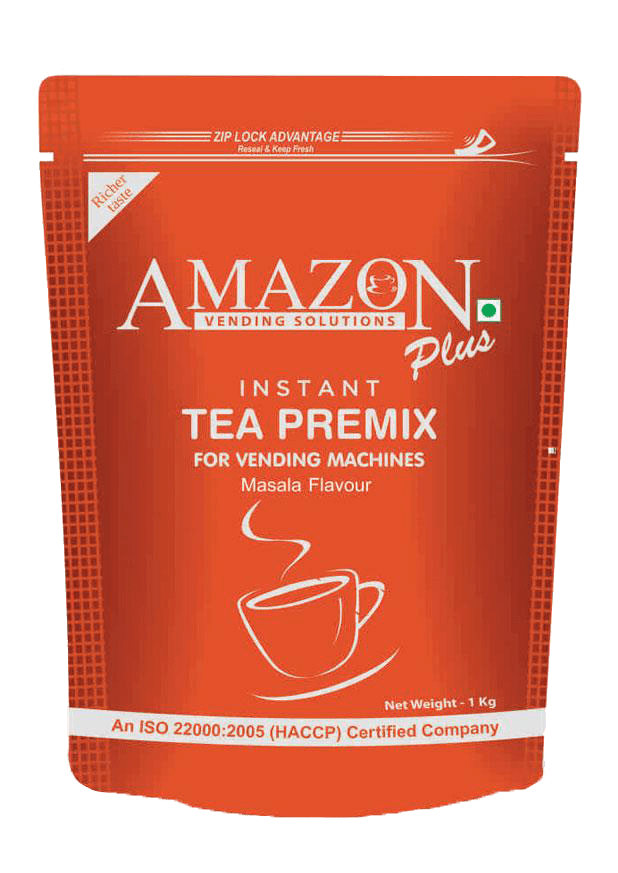 ZIP LOCK ADVANTAGE
Reseal & Keep Fresh
Richer
taste
AMAZON
VENDING SOLUTIONS
Plus
INSTANT
TEA PREMIX
FOR VENDING MACHINES
Masala Flavour
Net Weight - 1 Kg
An ISO 22000:2005 (HACCP) Certified Company